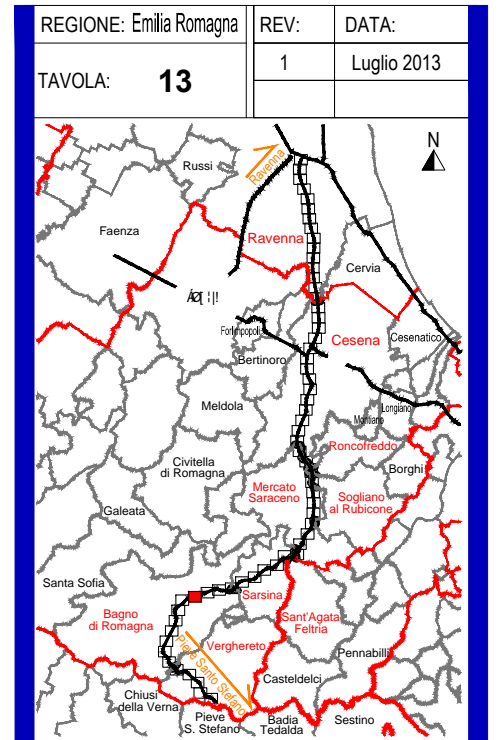 REGIONE: Emilia Romagna
REV:
DATA:
TAVOLA: 13
1
Luglio 2013
N
Russi
Ravenna
Faenza
Ravenna
Cervia
Forlimpopoli
Cesena
Cesenatico
Bertinoro
Meldola
Longiano
Montiano
Roncofreddo
Civitella
di Romagna
Borghi
Mercato
Saraceno
Sogliano
al Rubicone
Galeata
Santa Sofia
Sarsina
Bagno
di Romagna
Sant'Agata
Feltria
Verghereto
Pieve Santo Stefano
Pennabilli
Casteldelci
Chiusi
della Verna
Pieve
S. Stefano
Badia
Tedalda
Sestino